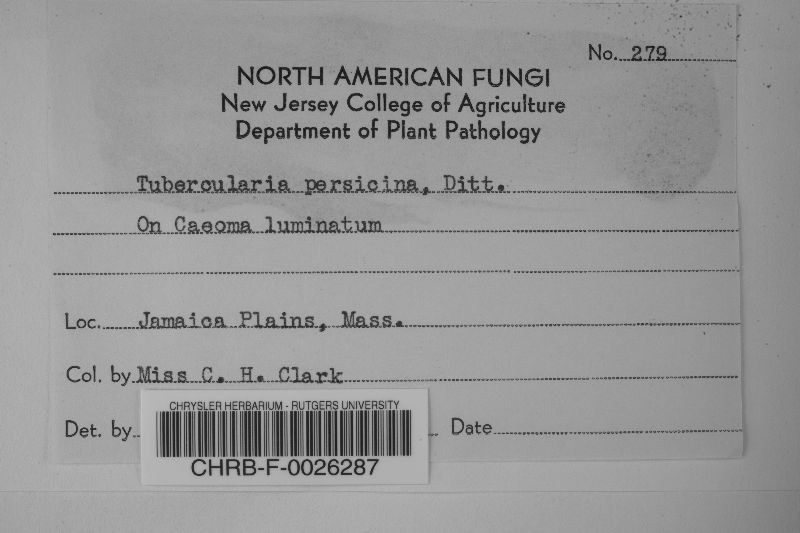 No. 279
NORTH AMERICAN FUNGI
New Jersey College of Agriculture
Department of Plant Pathology
Tubercularia persicina, Ditt.
On Caeoma luminatum
Loc. Jamaica Plains, Mass.
Col. by Miss C. H. Clark
Det. by Date
CHRYSLER HERBARIUM - RUTGERS UNIVERSITY
CHRB-F-0026287